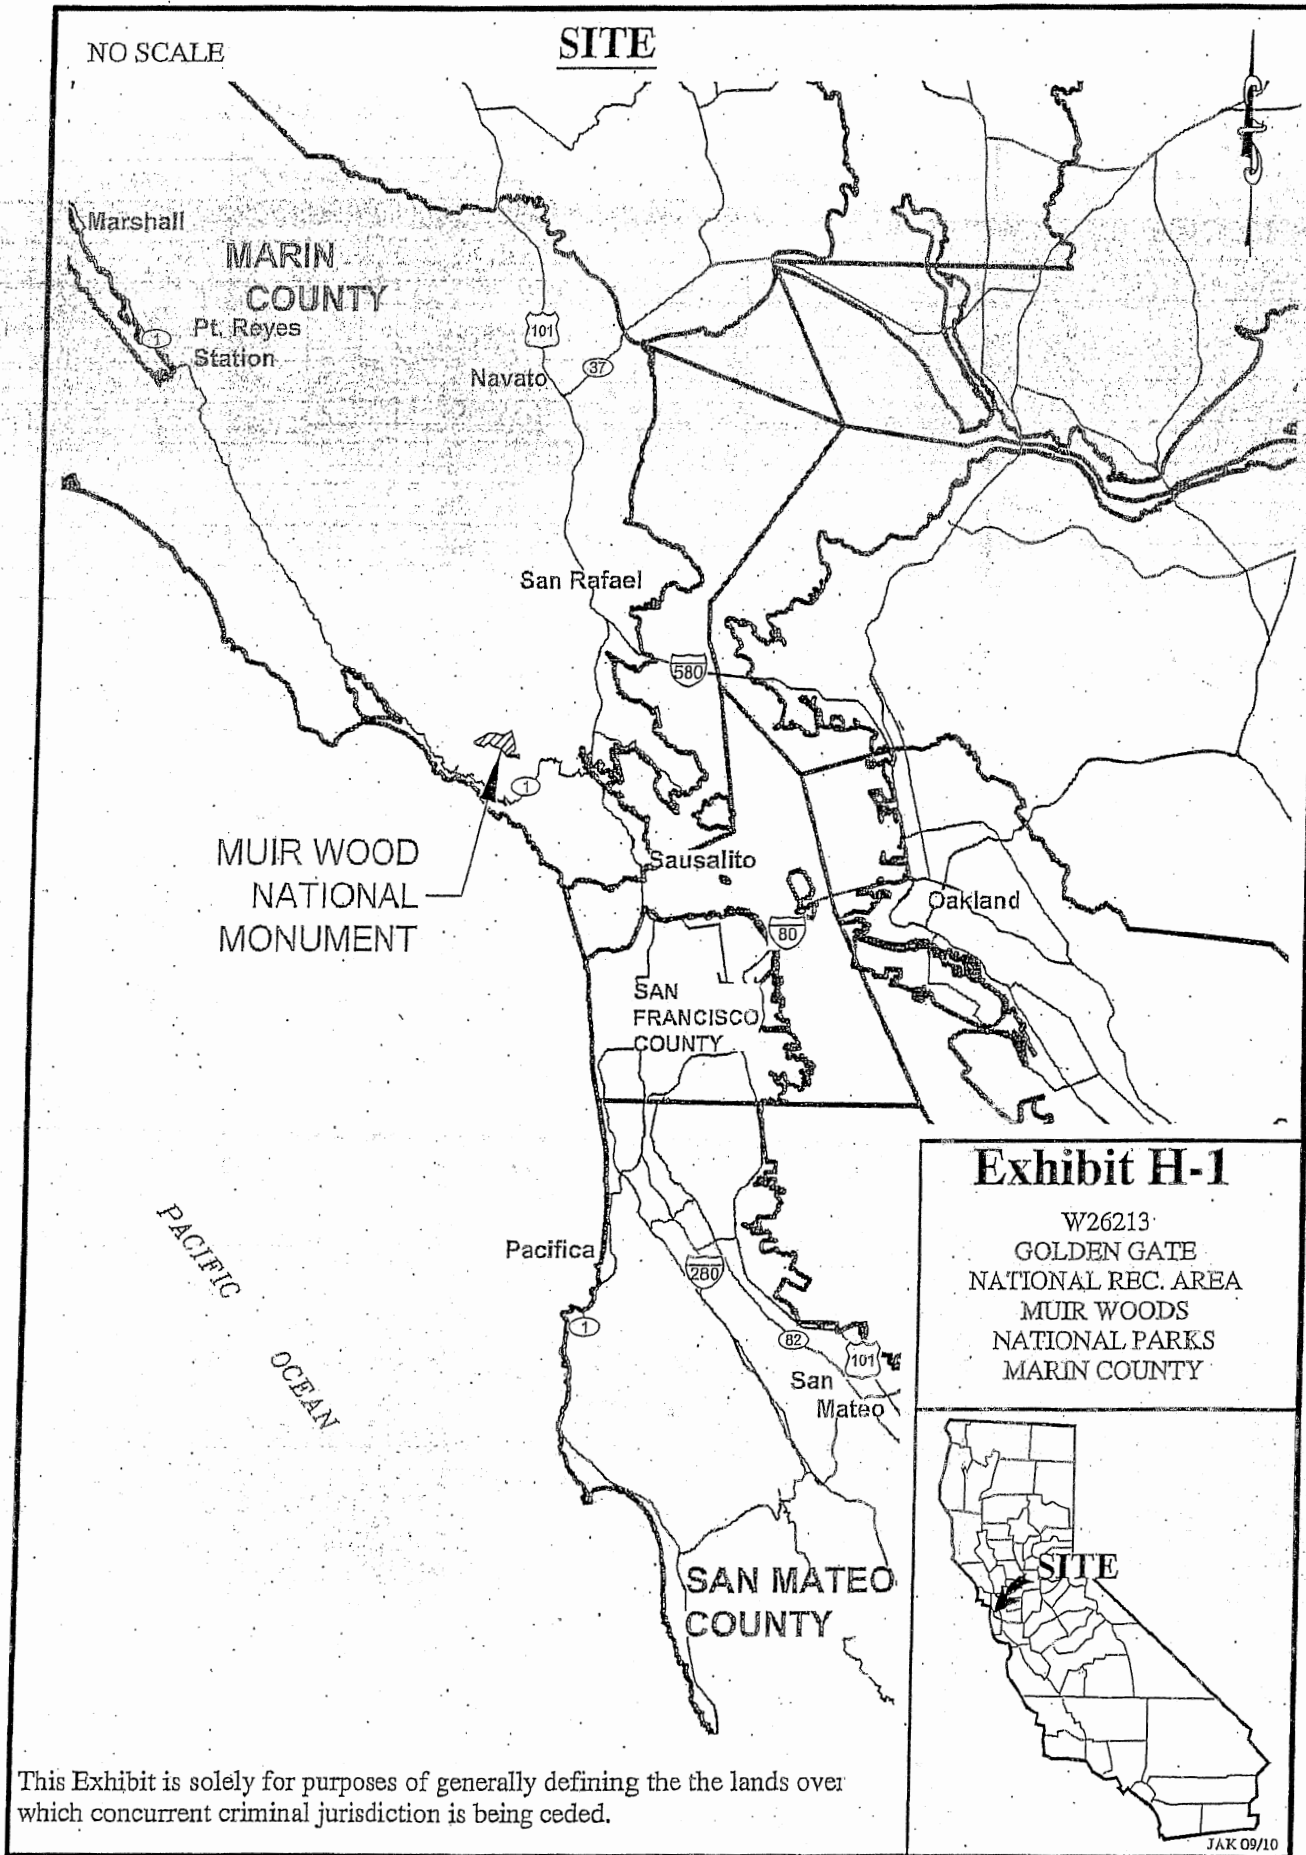 NO SCALE
SITE
Marshall
MARIN
COUNTY
Pt. Reyes
Station
1
101
37
Navato
San Rafael
580
1
MUIR WOOD
NATIONAL
MONUMENT
Sausalito
Oakland
80
SAN
FRANCISCO
COUNTY
Pacifica
280
1
82
101
San
Mateo
PACIFIC
OCEAN
SAN MATEO
COUNTY
Exhibit H-1
W26213
GOLDEN GATE
NATIONAL REC. AREA
MUIR WOODS
NATIONAL PARKS
MARIN COUNTY
SITE
This Exhibit is solely for purposes of generally defining the the lands over
which concurrent criminal jurisdiction is being ceded.
JAK 09/10